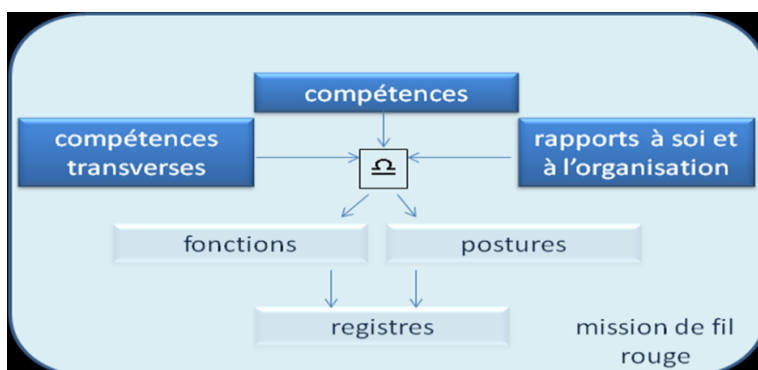 compétences
compétences
transverses
rapports à soi et
à l'organisation
♎
fonctions
postures
registres
mission de fil
rouge